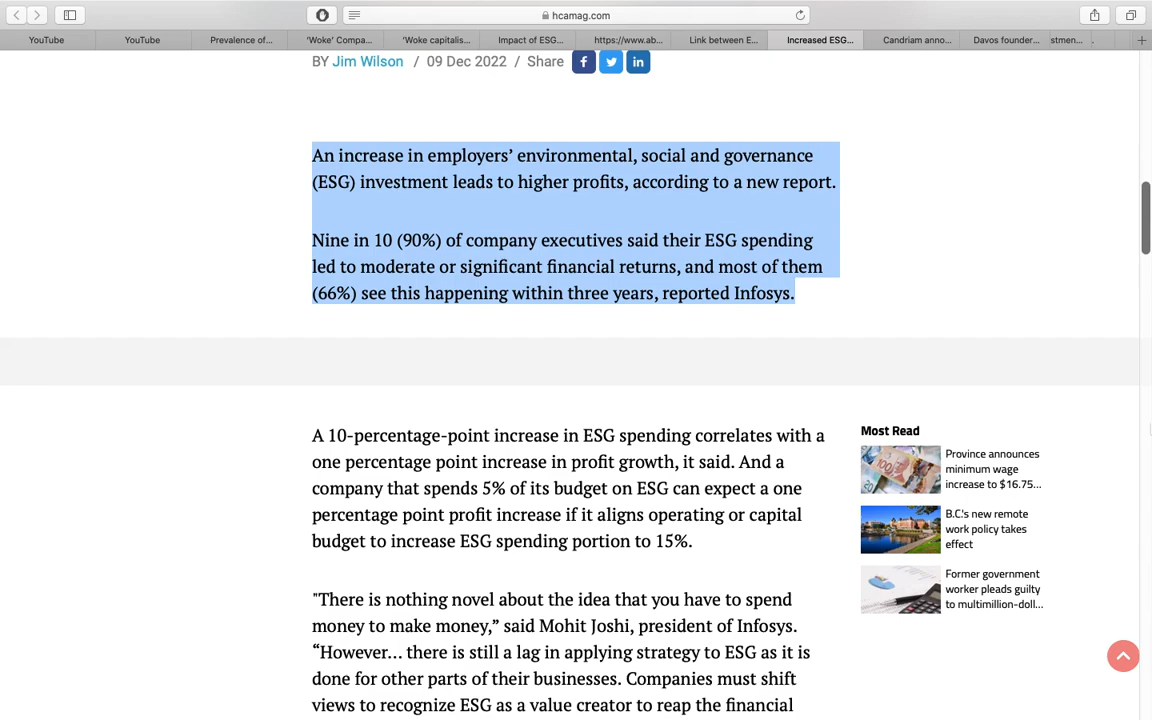 hcamag.com
YouTube
YouTube
Prevalence of...
'Woke' Compa...
'Woke capitalis...
Impact of ESG...
https://www.ab...
Link between E...
Increased ESG...
Candriam anno...
Davos founder...
stmen...
BY Jim Wilson / 09 Dec 2022 / Share
An increase in employers’ environmental, social and governance
(ESG) investment leads to higher profits, according to a new report.
Nine in 10 (90%) of company executives said their ESG spending
led to moderate or significant financial returns, and most of them
(66%) see this happening within three years, reported Infosys.
A 10-percentage-point increase in ESG spending correlates with a
one percentage point increase in profit growth, it said. And a
company that spends 5% of its budget on ESG can expect a one
percentage point profit increase if it aligns operating or capital
budget to increase ESG spending portion to 15%.
"There is nothing novel about the idea that you have to spend
money to make money,” said Mohit Joshi, president of Infosys.
“However... there is still a lag in applying strategy to ESG as it is
done for other parts of their businesses. Companies must shift
views to recognize ESG as a value creator to reap the financial
Most Read
Province announces
minimum wage
increase to $16.75...
B.C.'s new remote
work policy takes
effect
Former government
worker pleads guilty
to multimillion-doll...